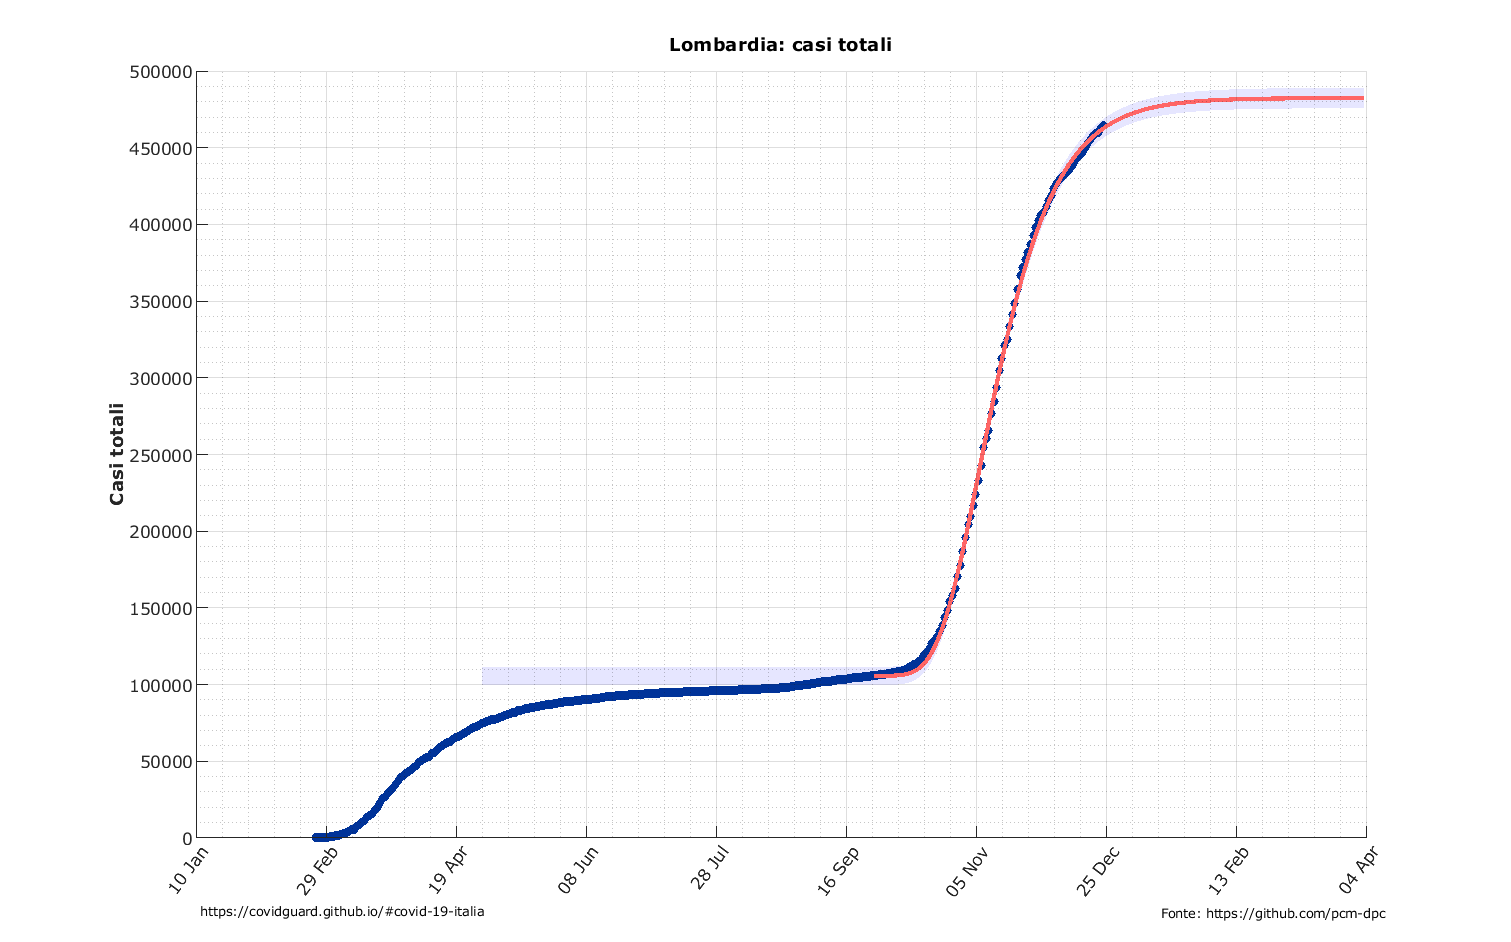 Lombardia: casi totali
500000
450000
400000
350000
300000
250000
200000
150000
100000
50000
0
Casi totali
10 Jan
29 Feb
19 Apr
08 Jun
28 Jul
16 Sep
05 Nov
25 Dec
13 Feb
04 Apr
https://covidguard.github.io/#covid-19-italia
Fonte: https://github.com/pcm-dpc